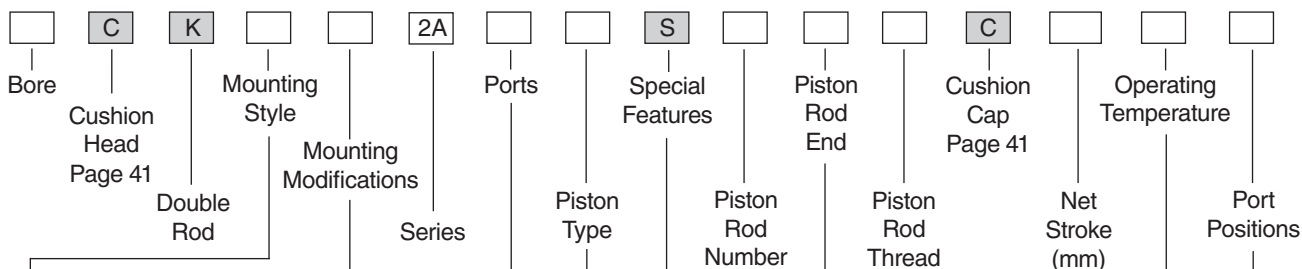 C K 2A S C
Bore
Cushion
Head
Page 41
Double
Rod
Mounting
Style
Mounting
Modifications
Series
Ports
Piston
Type
Special
Features
Piston
Rod
Number
Piston
Rod
End
Piston
Rod
Thread
Cushion
Cap
Page 41
Net
Stroke
(mm)
Operating
Temperature
Port
Positions